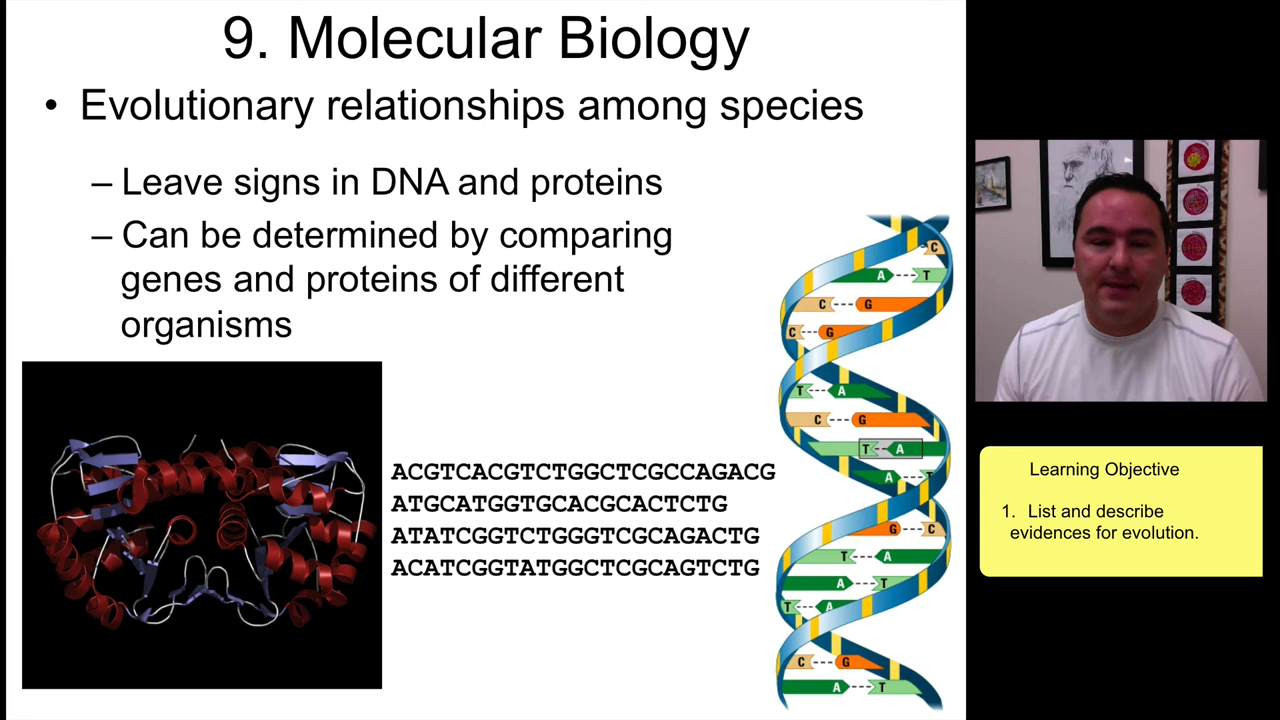 9. Molecular Biology
• Evolutionary relationships among species
– Leave signs in DNA and proteins
– Can be determined by comparing
genes and proteins of different
organisms
ACGTCACGTCTGGCTCGCCAGACG
ATGCATGGTGCACGCACTCTG
ATATCGGTCTGGGTCGCAGACTG
ACATCGGTATGGCTCGCAGTCTG
C
A T
C G
C G
T A
C G
T A
A T
G C
T A
A T
T A
C G
A T
Learning Objective
1. List and describe
evidences for evolution.